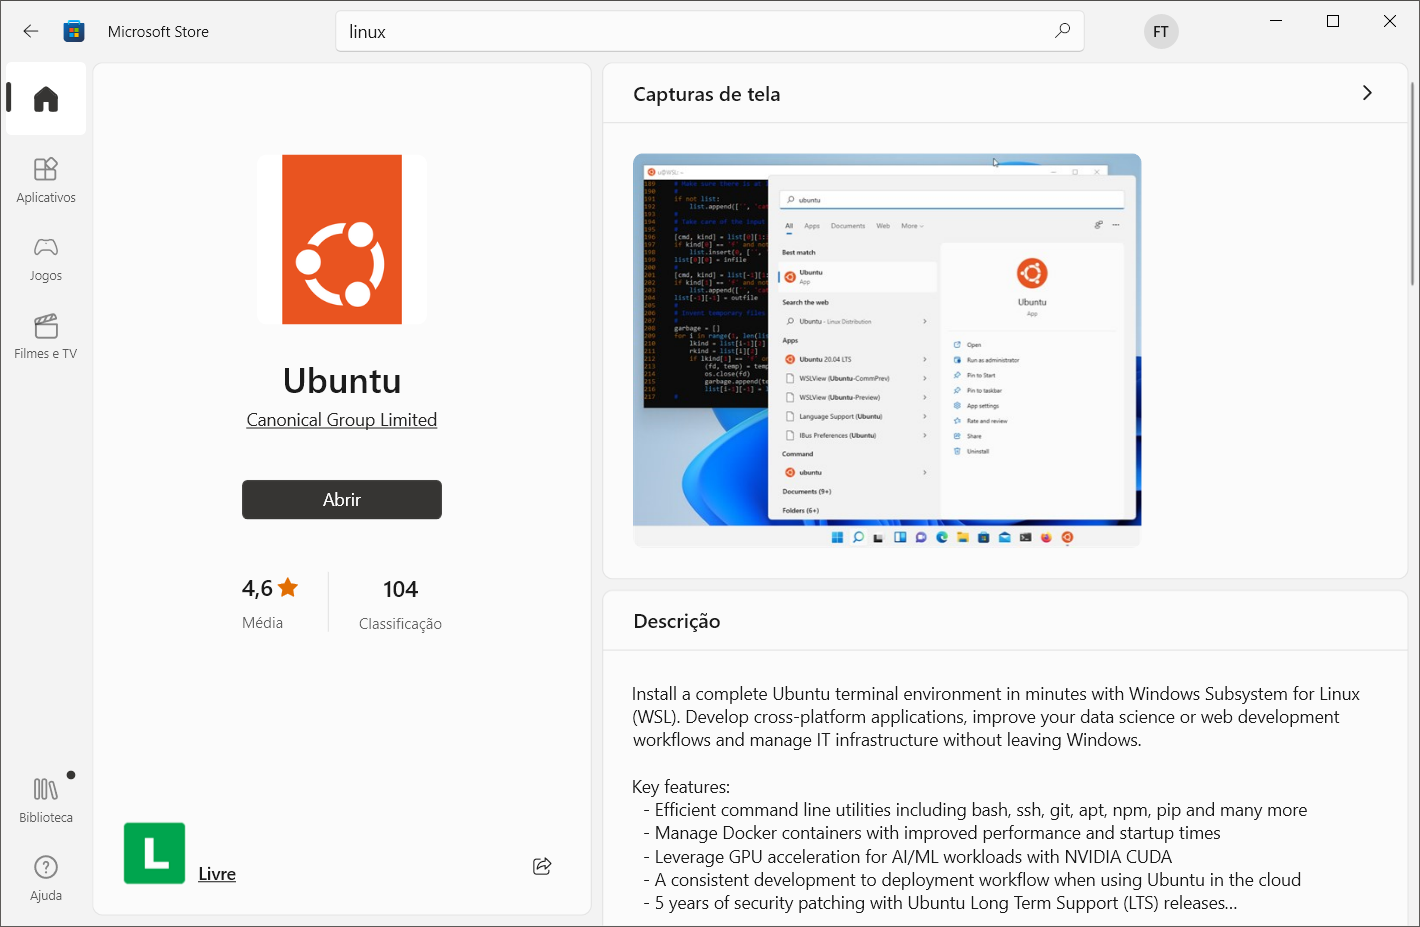 Microsoft Store
linux
FT
Aplicativos
Jogos
Filmes e TV
Biblioteca
Ajuda
Ubuntu
Canonical Group Limited
Abrir
4,6
Média
104
Classificação
L
Livre
Capturas de tela
ubuntu
All Apps Documents Web More
Best match
Ubuntu
App
Search the web
Ubuntu - Linux Distribution
Apps
Ubuntu 20.04 LTS
WSLView (Ubuntu-CommPrev)
WSLView (Ubuntu-Preview)
Language Support (Ubuntu)
IBus Preferences (Ubuntu)
Command
ubuntu
Documents (9+)
Folders (6+)
Ubuntu
App
Open
Run as administrator
Pin to Start
Pin to taskbar
App settings
Rate and review
Share
Uninstall
Descrição
Install a complete Ubuntu terminal environment in minutes with Windows Subsystem for Linux
(WSL). Develop cross-platform applications, improve your data science or web development
workflows and manage IT infrastructure without leaving Windows.
Key features:
- Efficient command line utilities including bash, ssh, git, apt, npm, pip and many more
- Manage Docker containers with improved performance and startup times
- Leverage GPU acceleration for AI/ML workloads with NVIDIA CUDA
- A consistent development to deployment workflow when using Ubuntu in the cloud
- 5 years of security patching with Ubuntu Long Term Support (LTS) releases...